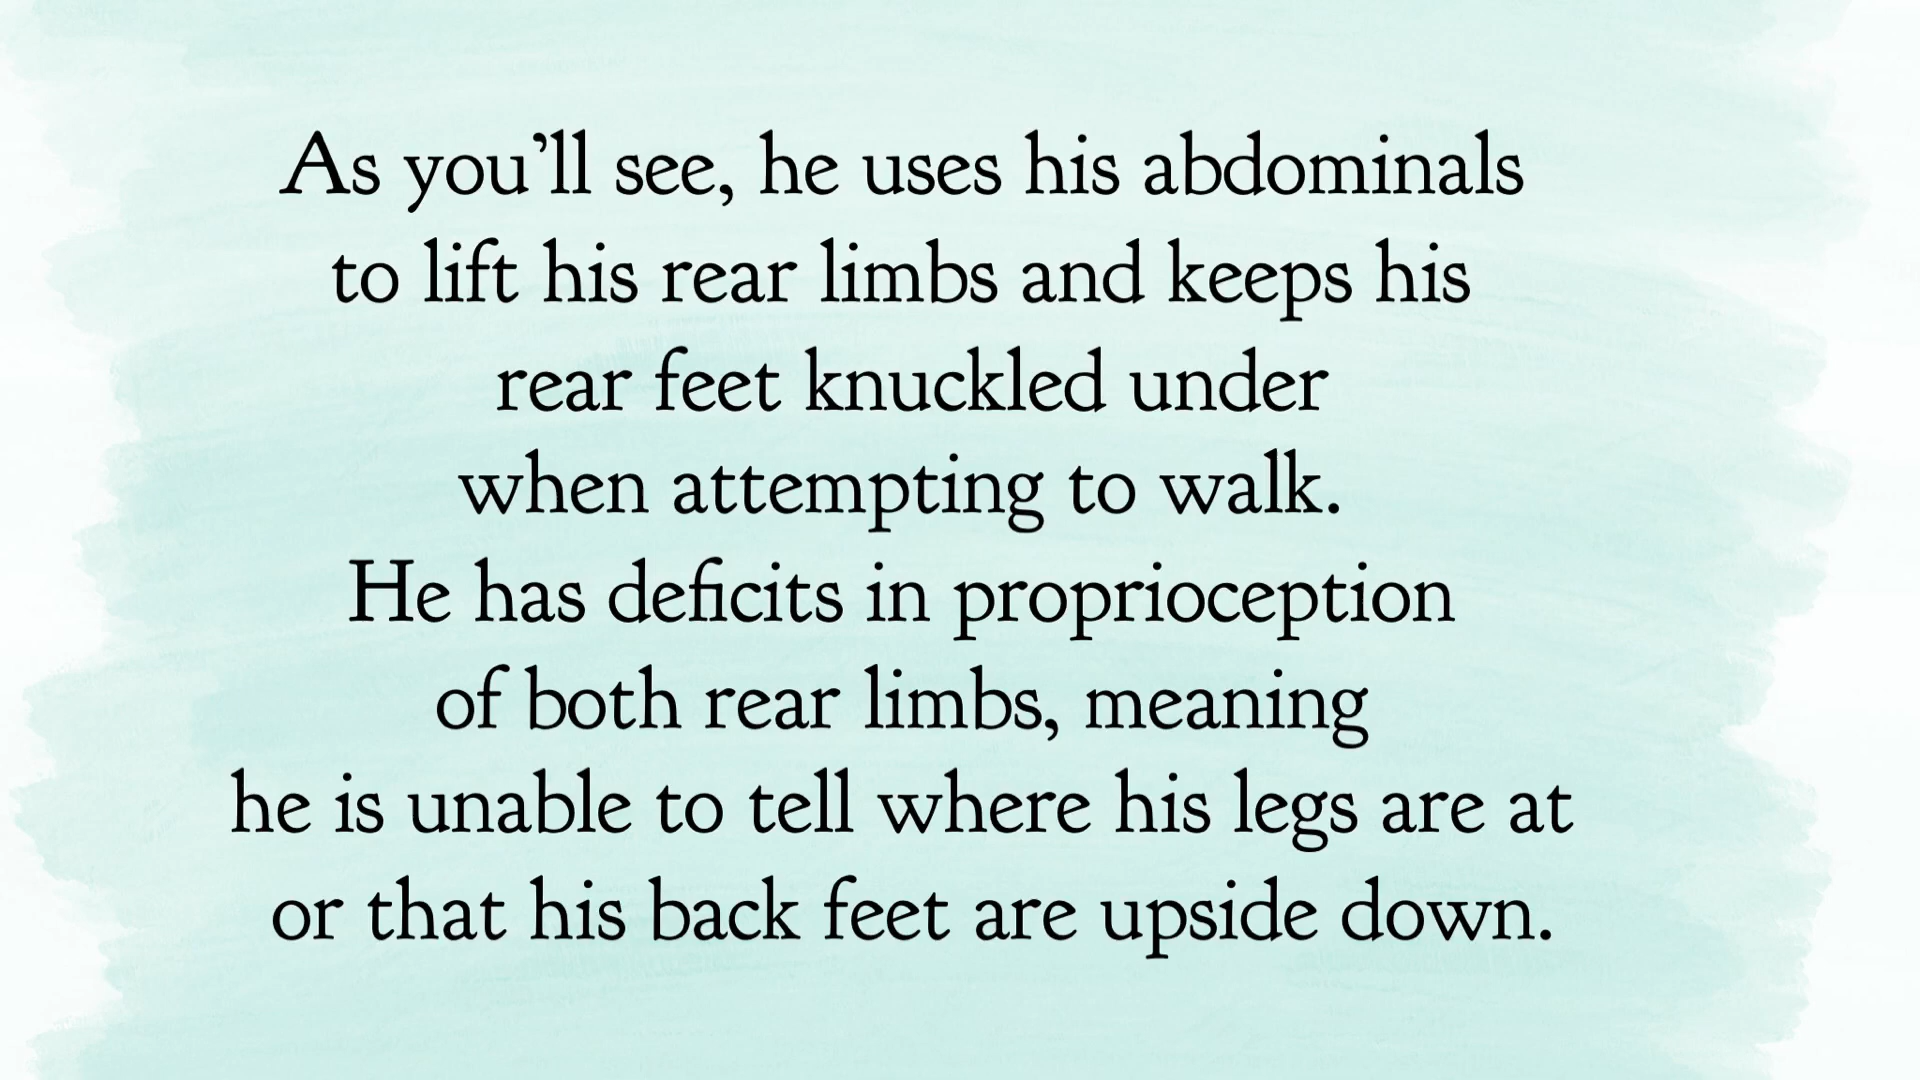 As you’ll see, he uses his abdominals
to lift his rear limbs and keeps his
rear feet knuckled under
when attempting to walk.
He has deficits in proprioception
of both rear limbs, meaning
he is unable to tell where his legs are at
or that his back feet are upside down.